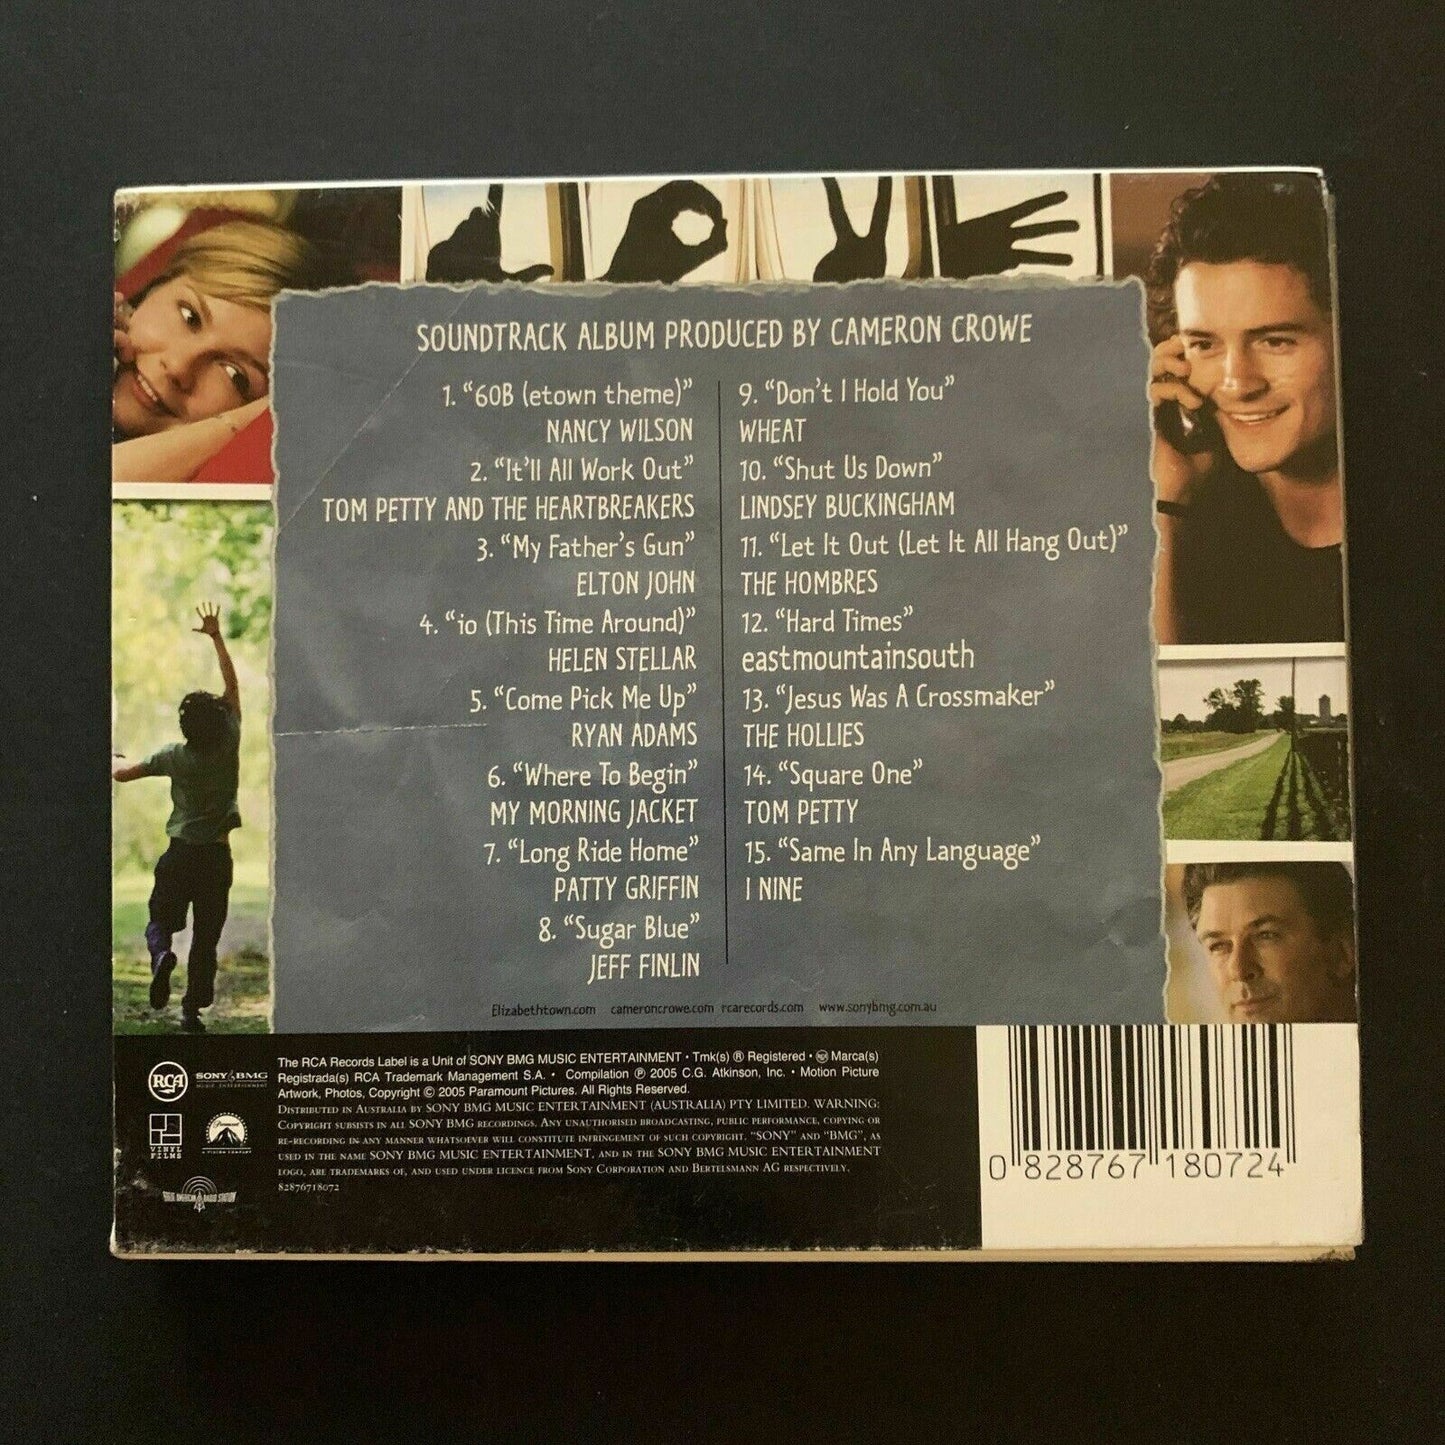 SOUNDTRACK ALBUM PRODUCED BY CAMERON CROWE
1. "60B (etown theme)"
NANCY WILSON
2. "It'll All Work Out"
TOM PETTY AND THE HEARTBREAKERS
3. "My Father's Gun"
ELTON JOHN
4. "io (This Time Around)"
HELEN STELLAR
5. "Come Pick Me Up"
RYAN ADAMS
6. "Where To Begin"
MY MORNING JACKET
7. "Long Ride Home"
PATTY GRIFFIN
8. "Sugar Blue"
JEFF FINLIN
9. "Don't I Hold You"
WHEAT
10. "Shut Us Down"
LINDSEY BUCKINGHAM
11. "Let It Out (Let It All Hang Out)"
THE HOMBRES
12. "Hard Times"
eastmountainsouth
13. "Jesus Was A Crossmaker"
THE HOLLIES
14. "Square One"
TOM PETTY
15. "Same In Any Language"
I NINE
Elizabethtown.com cameroncrowe.com rcarecords.com www.sonybmg.com.au
RCA
SONY BMG
MUSIC ENTERTAINMENT
VINYL
FILMS
Paramount
A VIACOM COMPANY
GREAT AMERICAN RADIO STATION
The RCA Records Label is a Unit of SONY BMG MUSIC ENTERTAINMENT • Tmk(s) ® Registered • Marca(s)
Registrada(s) RCA Trademark Management S.A. • Compilation ℗ 2005 C.G. Atkinson, Inc. • Motion Picture
Artwork, Photos, Copyright © 2005 Paramount Pictures. All Rights Reserved.
DISTRIBUTED IN AUSTRALIA BY SONY BMG MUSIC ENTERTAINMENT (AUSTRALIA) PTY LIMITED. WARNING:
COPYRIGHT SUBSISTS IN ALL SONY BMG RECORDINGS. ANY UNAUTHORISED BROADCASTING, PUBLIC PERFORMANCE, COPYING OR
RE-RECORDING IN ANY MANNER WHATSOEVER WILL CONSTITUTE INFRINGEMENT OF SUCH COPYRIGHT. "SONY" AND "BMG", AS
USED IN THE NAME SONY BMG MUSIC ENTERTAINMENT, AND IN THE SONY BMG MUSIC ENTERTAINMENT
LOGO, ARE TRADEMARKS OF, AND USED UNDER LICENCE FROM SONY CORPORATION AND BERTELSMANN AG RESPECTIVELY.
82876718072
0 828767 180724